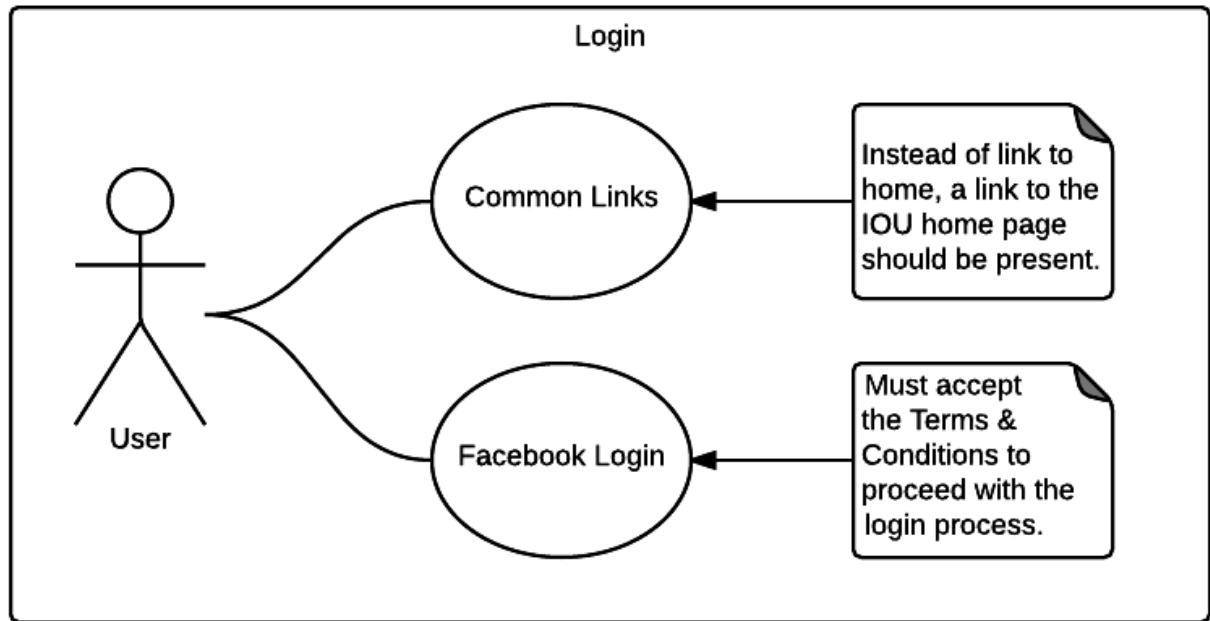 Login
Common Links
Instead of link to
home, a link to the
IOU home page
should be present.
User
Facebook Login
Must accept
the Terms &
Conditions to
proceed with the
login process.